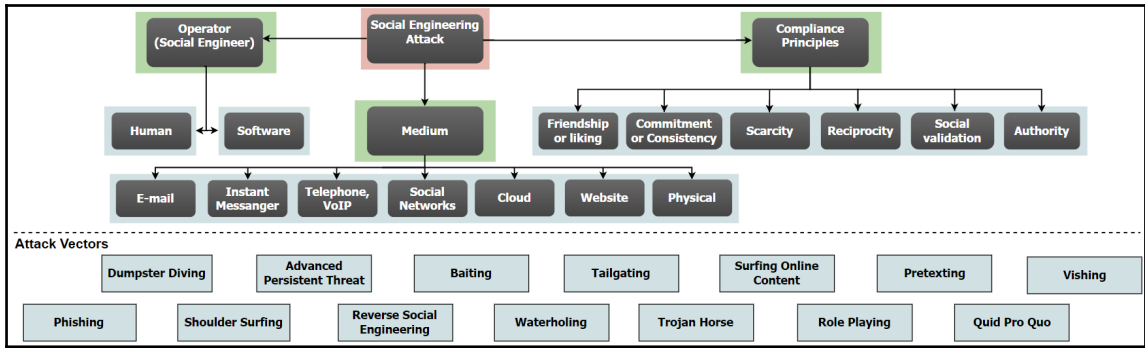 Operator
(Social Engineer)
Social Engineering
Attack
Compliance
Principles
Human
Software
Medium
Friendship
or liking
Commitment
or Consistency
Scarcity
Reciprocity
Social
validation
Authority
E-mail
Instant
Messanger
Telephone,
VoIP
Social
Networks
Cloud
Website
Physical
Attack Vectors
Dumpster Diving
Advanced
Persistent Threat
Baiting
Tailgating
Surfing Online
Content
Pretexting
Vishing
Phishing
Shoulder Surfing
Reverse Social
Engineering
Waterholing
Trojan Horse
Role Playing
Quid Pro Quo